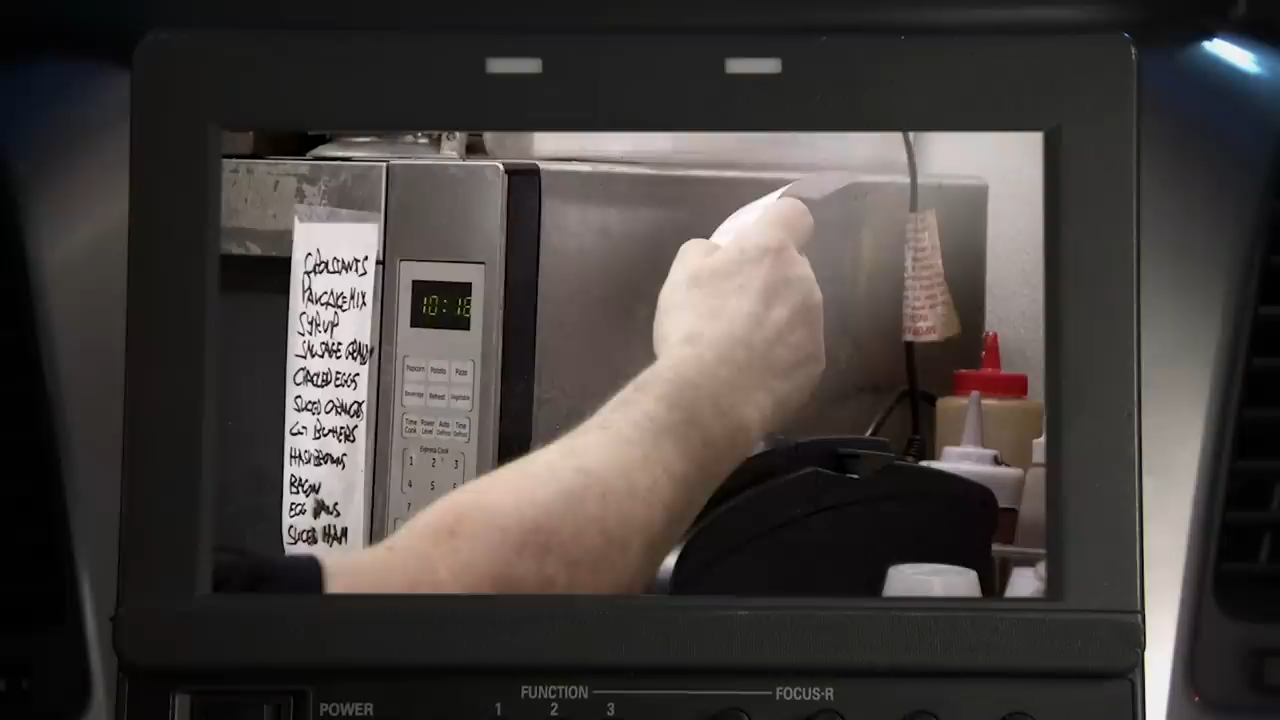 CROISSANTS
PANCAKE MIX
SYRUP
SAUSAGE GRAVY
CRACKED EGGS
SLICED ORANGES
CUT BUTTERS
HASHBROWNS
BACON
EGG
SLICED HAM
10:18
Popcorn Potato Pizza
Beverage Reheat Vegetable
Time Cook Power Level Auto Defrost Time Defrost
Express Cook
1 2 3
4 5 6
7
POWER
FUNCTION
1 2 3
FOCUS-R